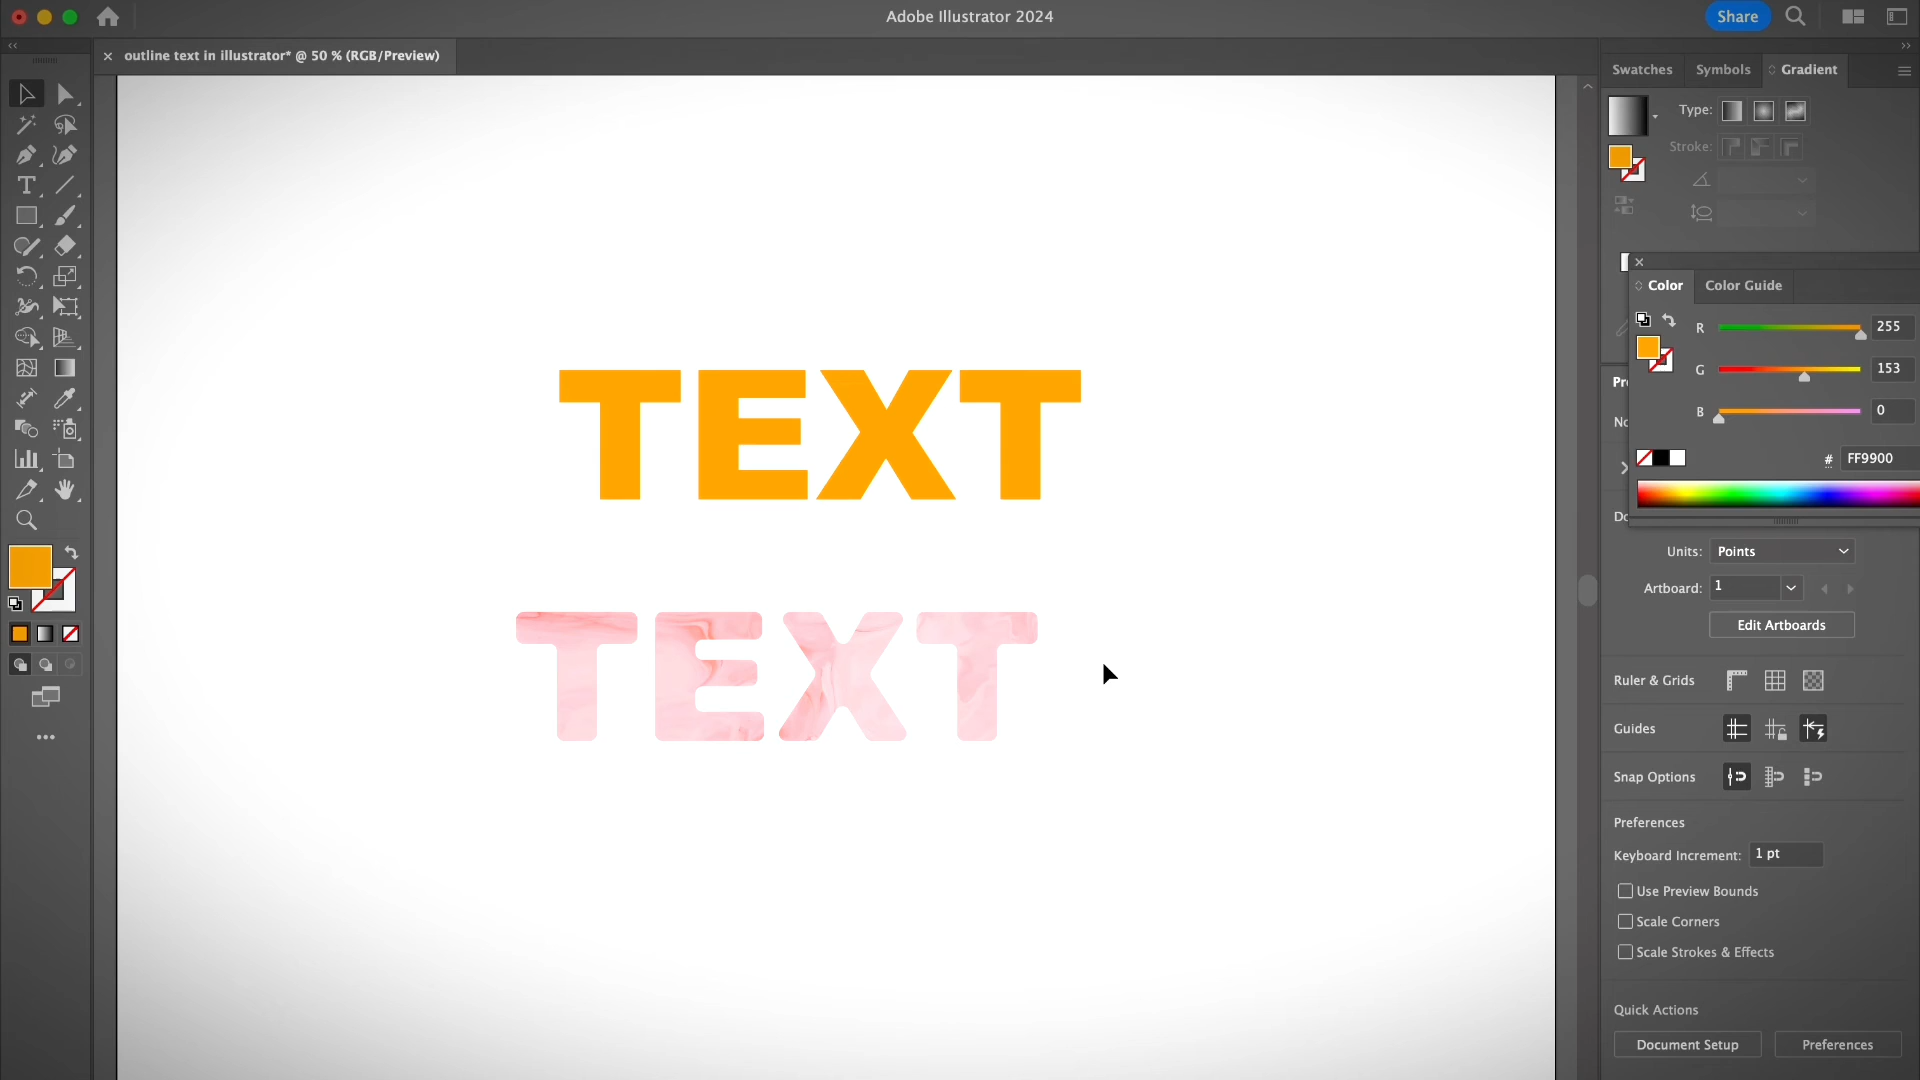 Adobe Illustrator 2024
Share
outline text in illustrator* @ 50 % (RGB/Preview)
Swatches Symbols Gradient
Type:
Stroke:
Color Color Guide
R 255
G 153
B 0
# FF9900
TEXT
TEXT
Units: Points
Artboard: 1
Edit Artboards
Ruler & Grids
Guides
Snap Options
Preferences
Keyboard Increment: 1 pt
Use Preview Bounds
Scale Corners
Scale Strokes & Effects
Quick Actions
Document Setup Preferences